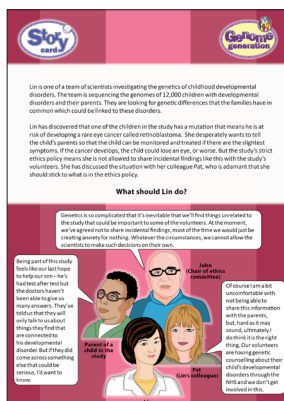 Story
card
Genome
generation
Lin is one of a team of scientists investigating the genetics of childhood developmental
disorders. The team is sequencing the genomes of 12,000 children with developmental
disorders and their parents. They are looking for genetic differences that the families have in
common which could be linked to these disorders.
Lin has discovered that one of the children in the study has a mutation that means he is at
risk of developing a rare eye cancer called retinoblastoma. She desperately wants to tell
the child's parents so that the child can be monitored and treated if there are the slightest
symptoms. If the cancer develops, the child could lose an eye, or worse. But the study's strict
ethics policy means she is not allowed to share incidental findings like this with the study's
volunteers. She has discussed the situation with her colleague Pat, who is adamant that she
should stick to what is in the ethics policy.
What should Lin do?
Genetics is so complicated that it's inevitable that we'll find things unrelated to
the study that could be important to some of the volunteers. At the moment,
we've agreed not to share incidental findings, most of the time we would just be
creating anxiety for nothing. Whatever the circumstances, we cannot allow the
scientists to make such decisions on their own.
John
(Chair of ethics
committee)
Being part of this study
feels like our last hope
to help our son – he's
had test after test but
the doctors haven't
been able to give us
many answers. They've
told us that they will
only talk to us about
things they find that
are connected to
his developmental
disorder. But if they did
come across something
else that could be
serious, I'd want to
know.
Parent of a
child in the
study
Of course I am a bit
uncomfortable with
not being able to
share this information
with the parents,
but, hard as it may
sound, ultimately I
do think it is the right
thing. Our volunteers
are having genetic
counselling about their
child's developmental
disorders through the
NHS and we don't get
involved in this.
Pat
(Lin's colleague)